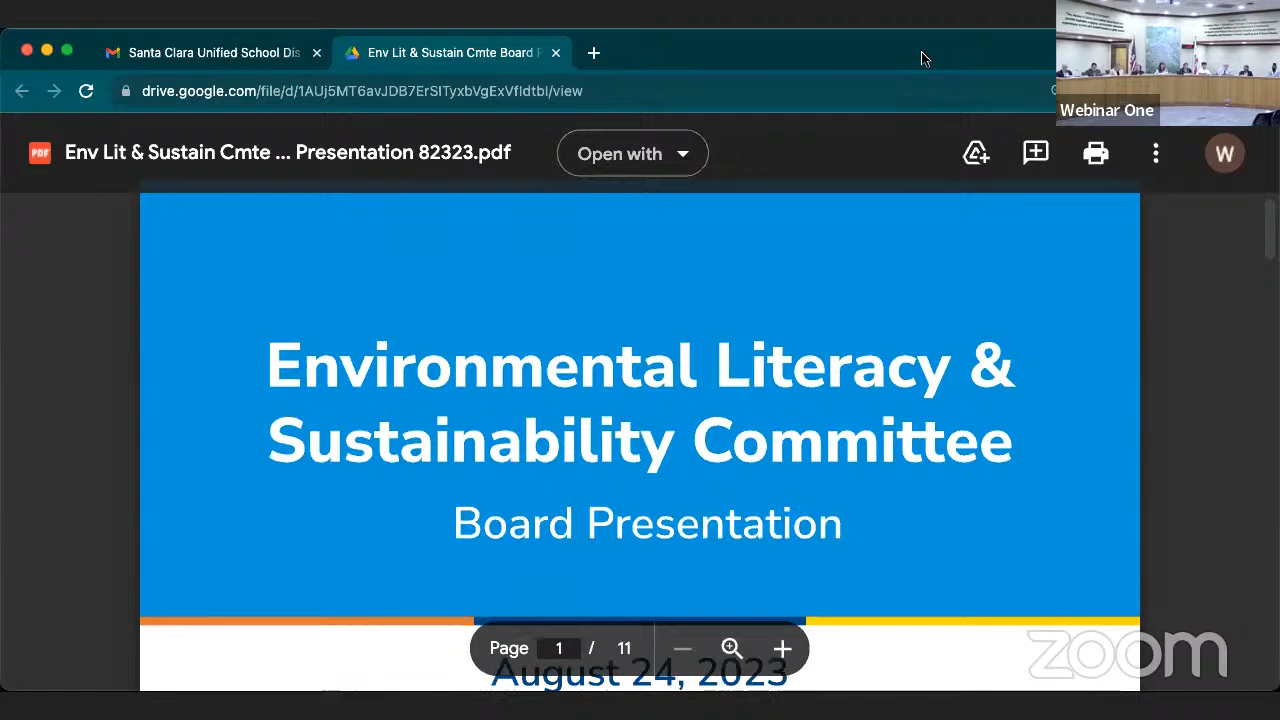 Santa Clara Unified School Dis
Env Lit & Sustain Cmte Board P
drive.google.com/file/d/1AUj5MT6avJDB7ErSlTyxbVgExVfldtbl/view
Webinar One
PDF
Env Lit & Sustain Cmte ... Presentation 82323.pdf
Open with
W
Environmental Literacy &
Sustainability Committee
Board Presentation
Page 1 / 11
August 24, 2023
zoom